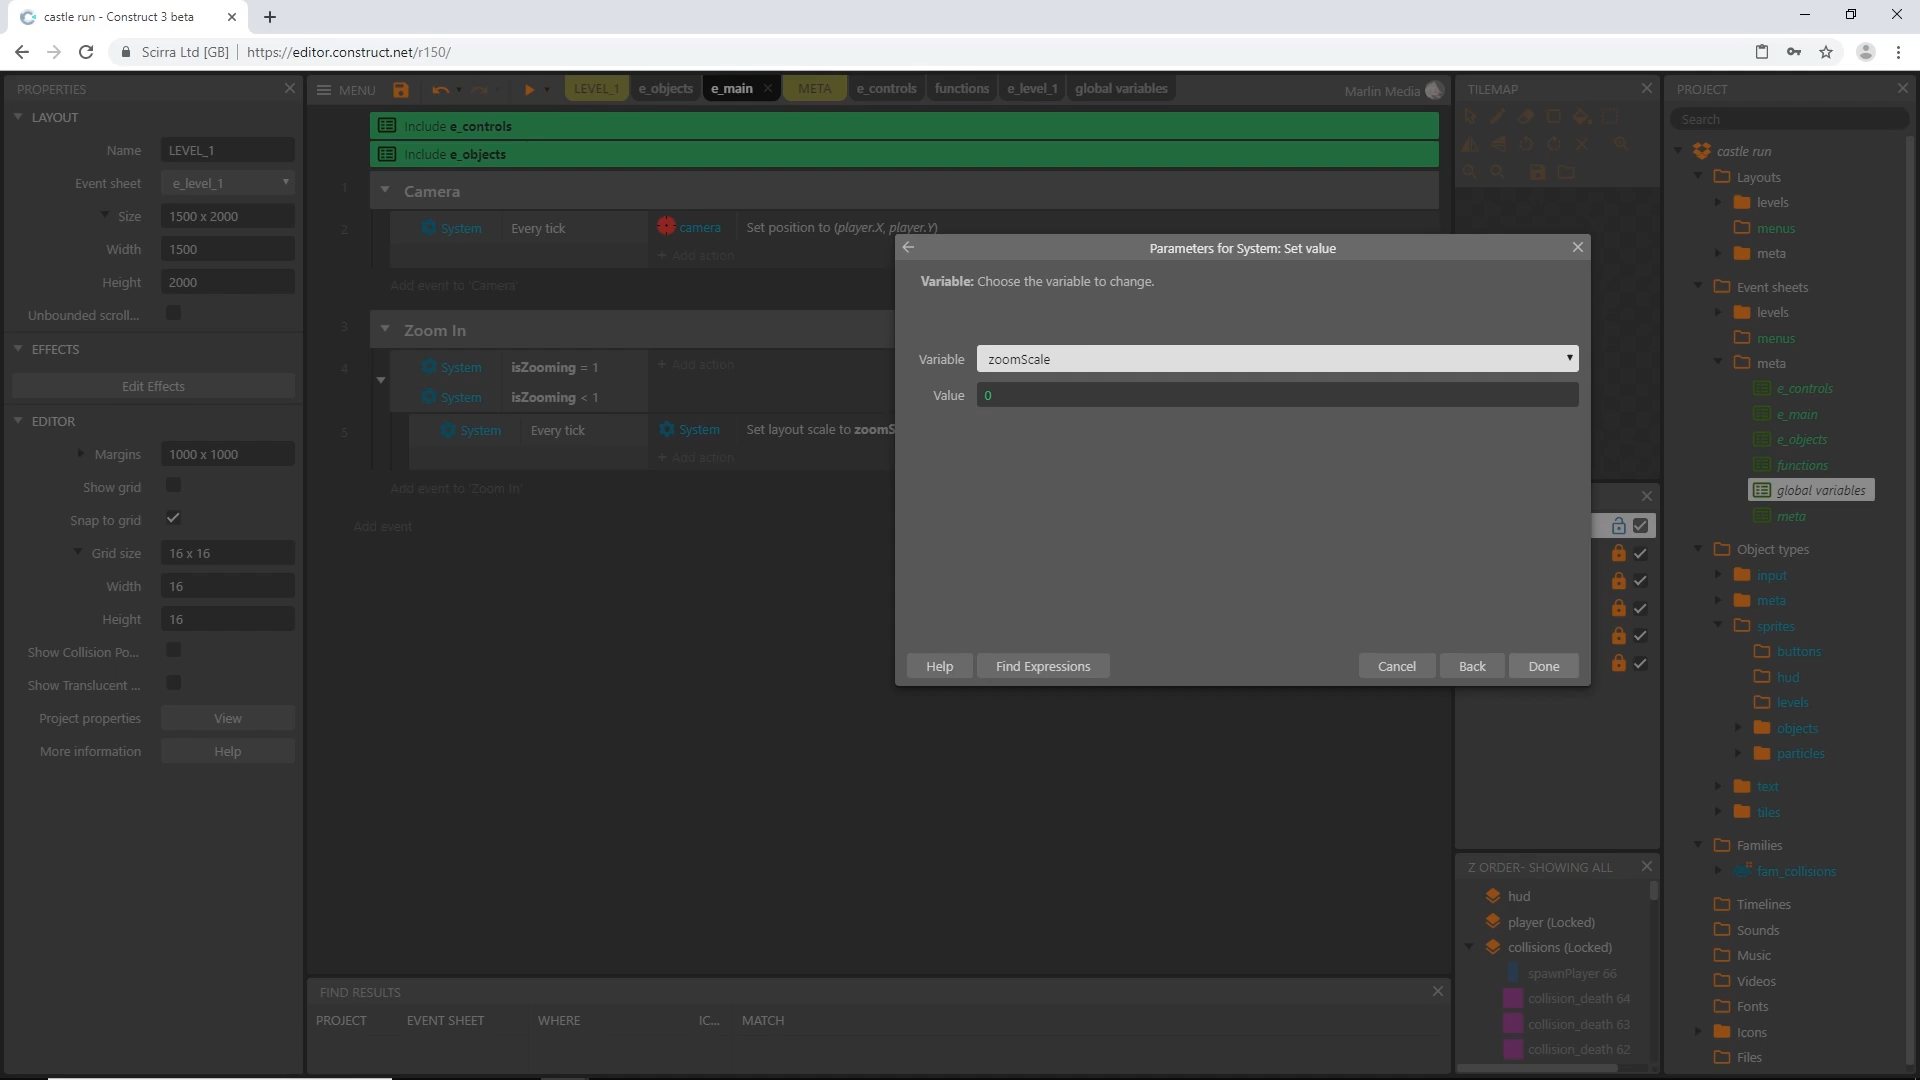 castle run - Construct 3 beta
Scirra Ltd [GB] https://editor.construct.net/r150/
PROPERTIES
LAYOUT
Name LEVEL_1
Event sheet e_level_1
Size 1500 x 2000
Width 1500
Height 2000
Unbounded scroll...
EFFECTS
Edit Effects
EDITOR
Margins 1000 x 1000
Show grid
Snap to grid
Grid size 16 x 16
Width 16
Height 16
Show Collision Po...
Show Translucent ...
Project properties View
More information Help
MENU
LEVEL_1 e_objects e_main META e_controls functions e_level_1 global variables
Marlin Media
Include e_controls
Include e_objects
1 Camera
2 System Every tick camera Set position to (player.X, player.Y)
+ Add action
Add event to 'Camera'
3 Zoom In
4 System isZooming = 1 + Add action
System isZooming < 1
5 System Every tick System Set layout scale to zoomS
+ Add action
Add event to 'Zoom In'
Add event
Parameters for System: Set value
Variable: Choose the variable to change.
Variable zoomScale
Value 0
Help Find Expressions Cancel Back Done
FIND RESULTS
PROJECT EVENT SHEET WHERE IC... MATCH
TILEMAP
Z ORDER- SHOWING ALL
hud
player (Locked)
collisions (Locked)
spawnPlayer 66
collision_death 64
collision_death 63
collision_death 62
PROJECT
Search
castle run
Layouts
levels
menus
meta
Event sheets
levels
menus
meta
e_controls
e_main
e_objects
functions
global variables
meta
Object types
input
meta
sprites
buttons
hud
levels
objects
particles
text
tiles
Families
fam_collisions
Timelines
Sounds
Music
Videos
Fonts
Icons
Files